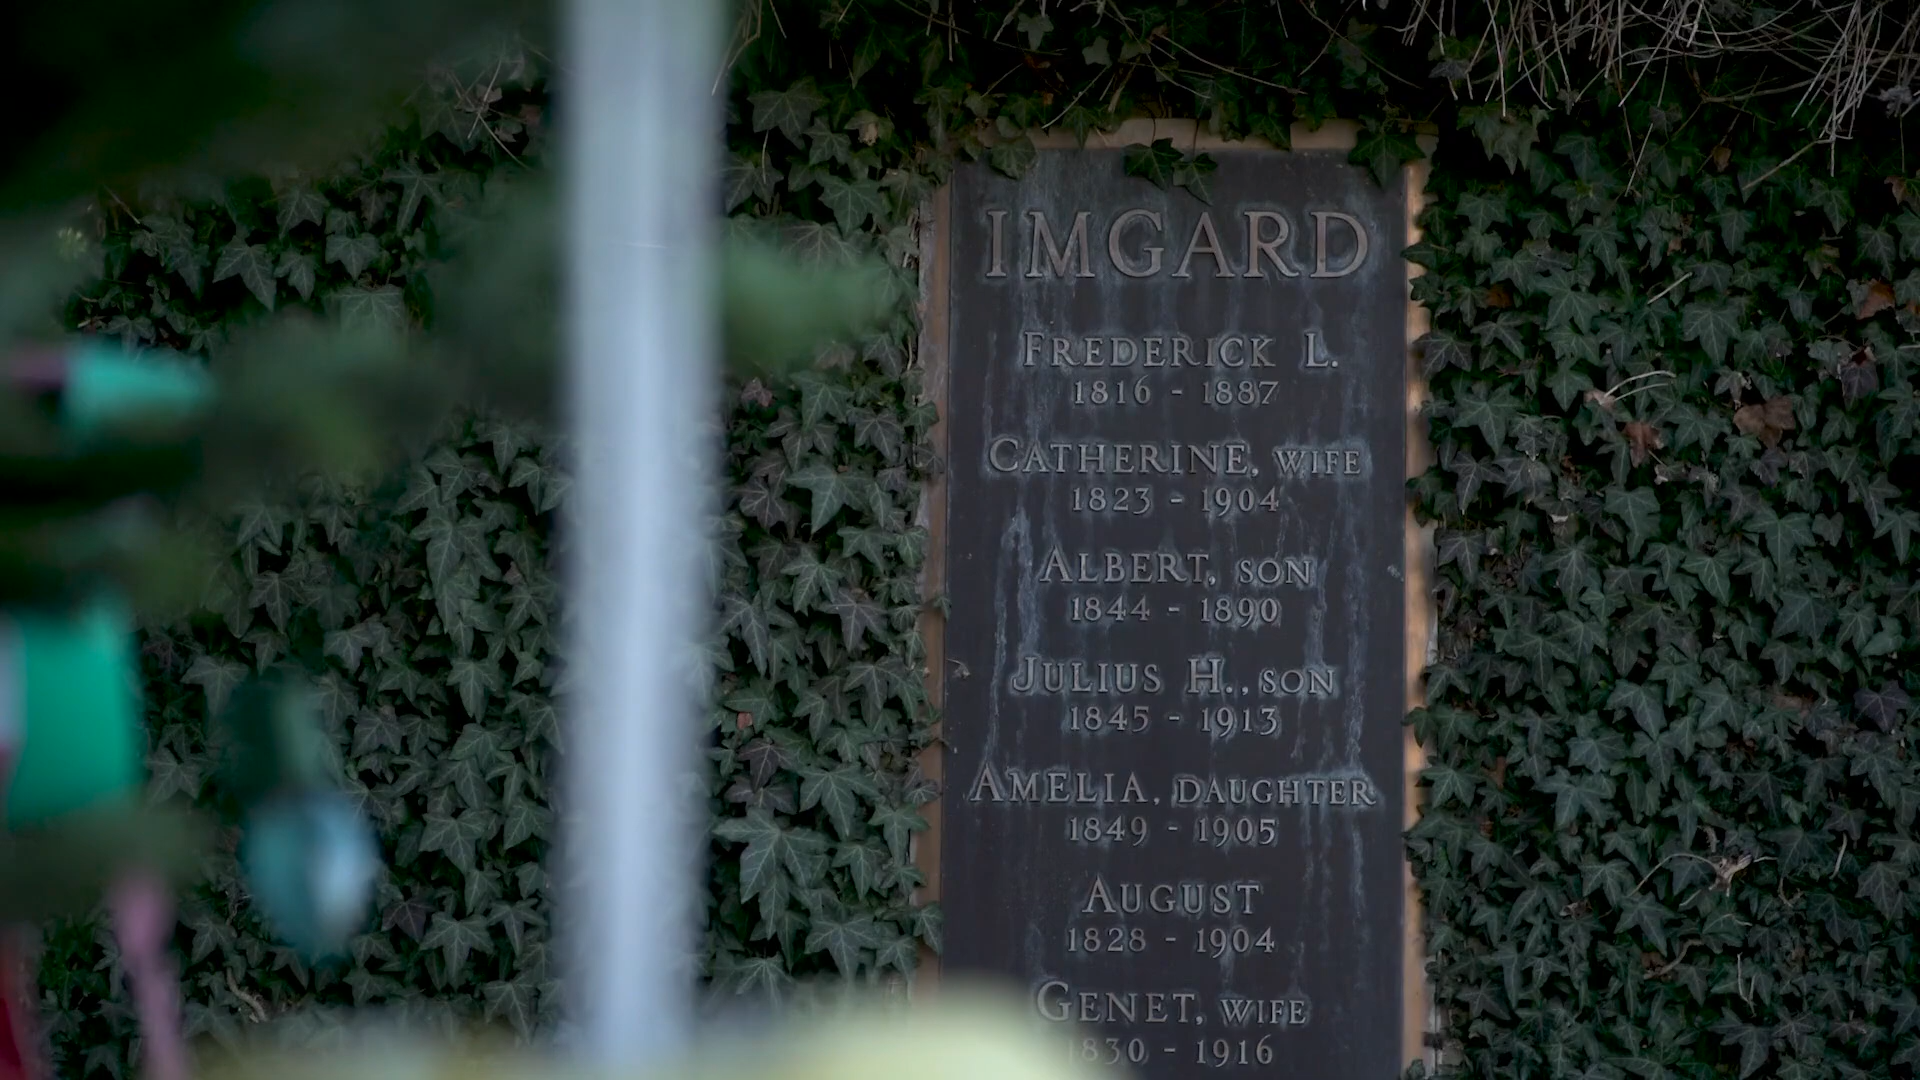 IMGARD
FREDERICK L.
1816 - 1887
CATHERINE, WIFE
1823 - 1904
ALBERT, SON
1844 - 1890
JULIUS H., SON
1845 - 1913
AMELIA, DAUGHTER
1849 - 1905
AUGUST
1828 - 1904
GENET, WIFE
1830 - 1916